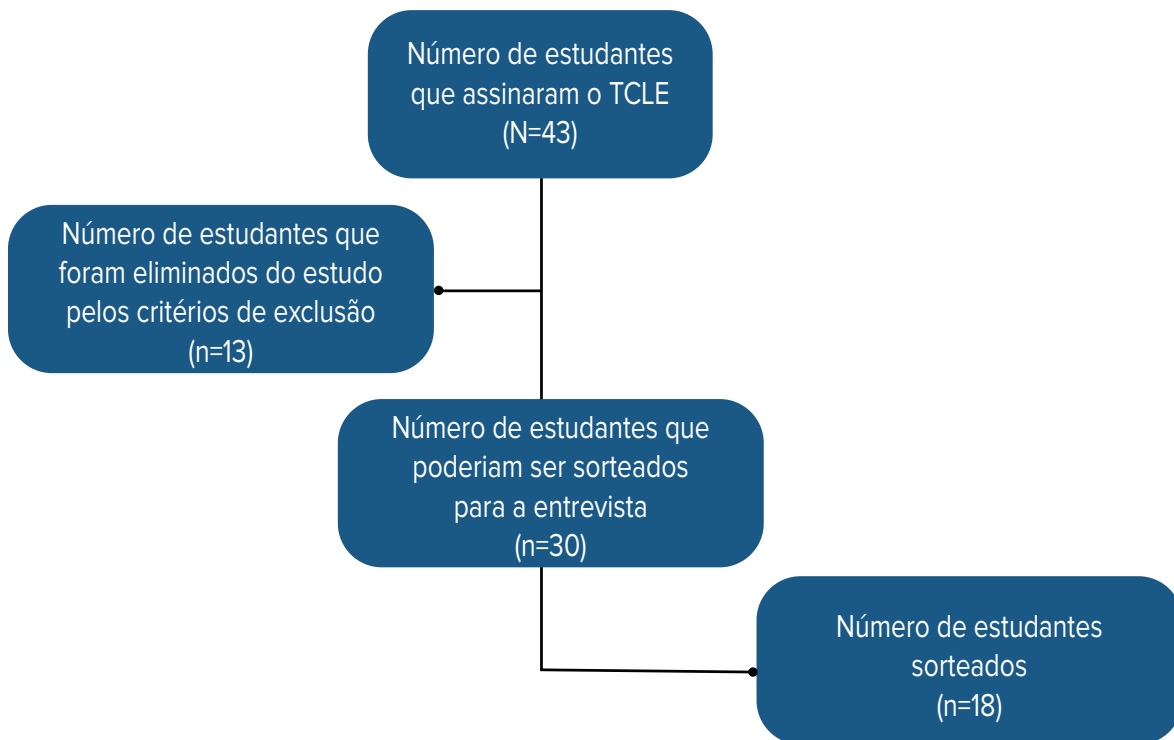 Número de estudantes
que assinaram o TCLE
(N=43)
Número de estudantes que
foram eliminados do estudo
pelos critérios de exclusão
(n=13)
Número de estudantes que
poderiam ser sorteados
para a entrevista
(n=30)
Número de estudantes
sorteados
(n=18)